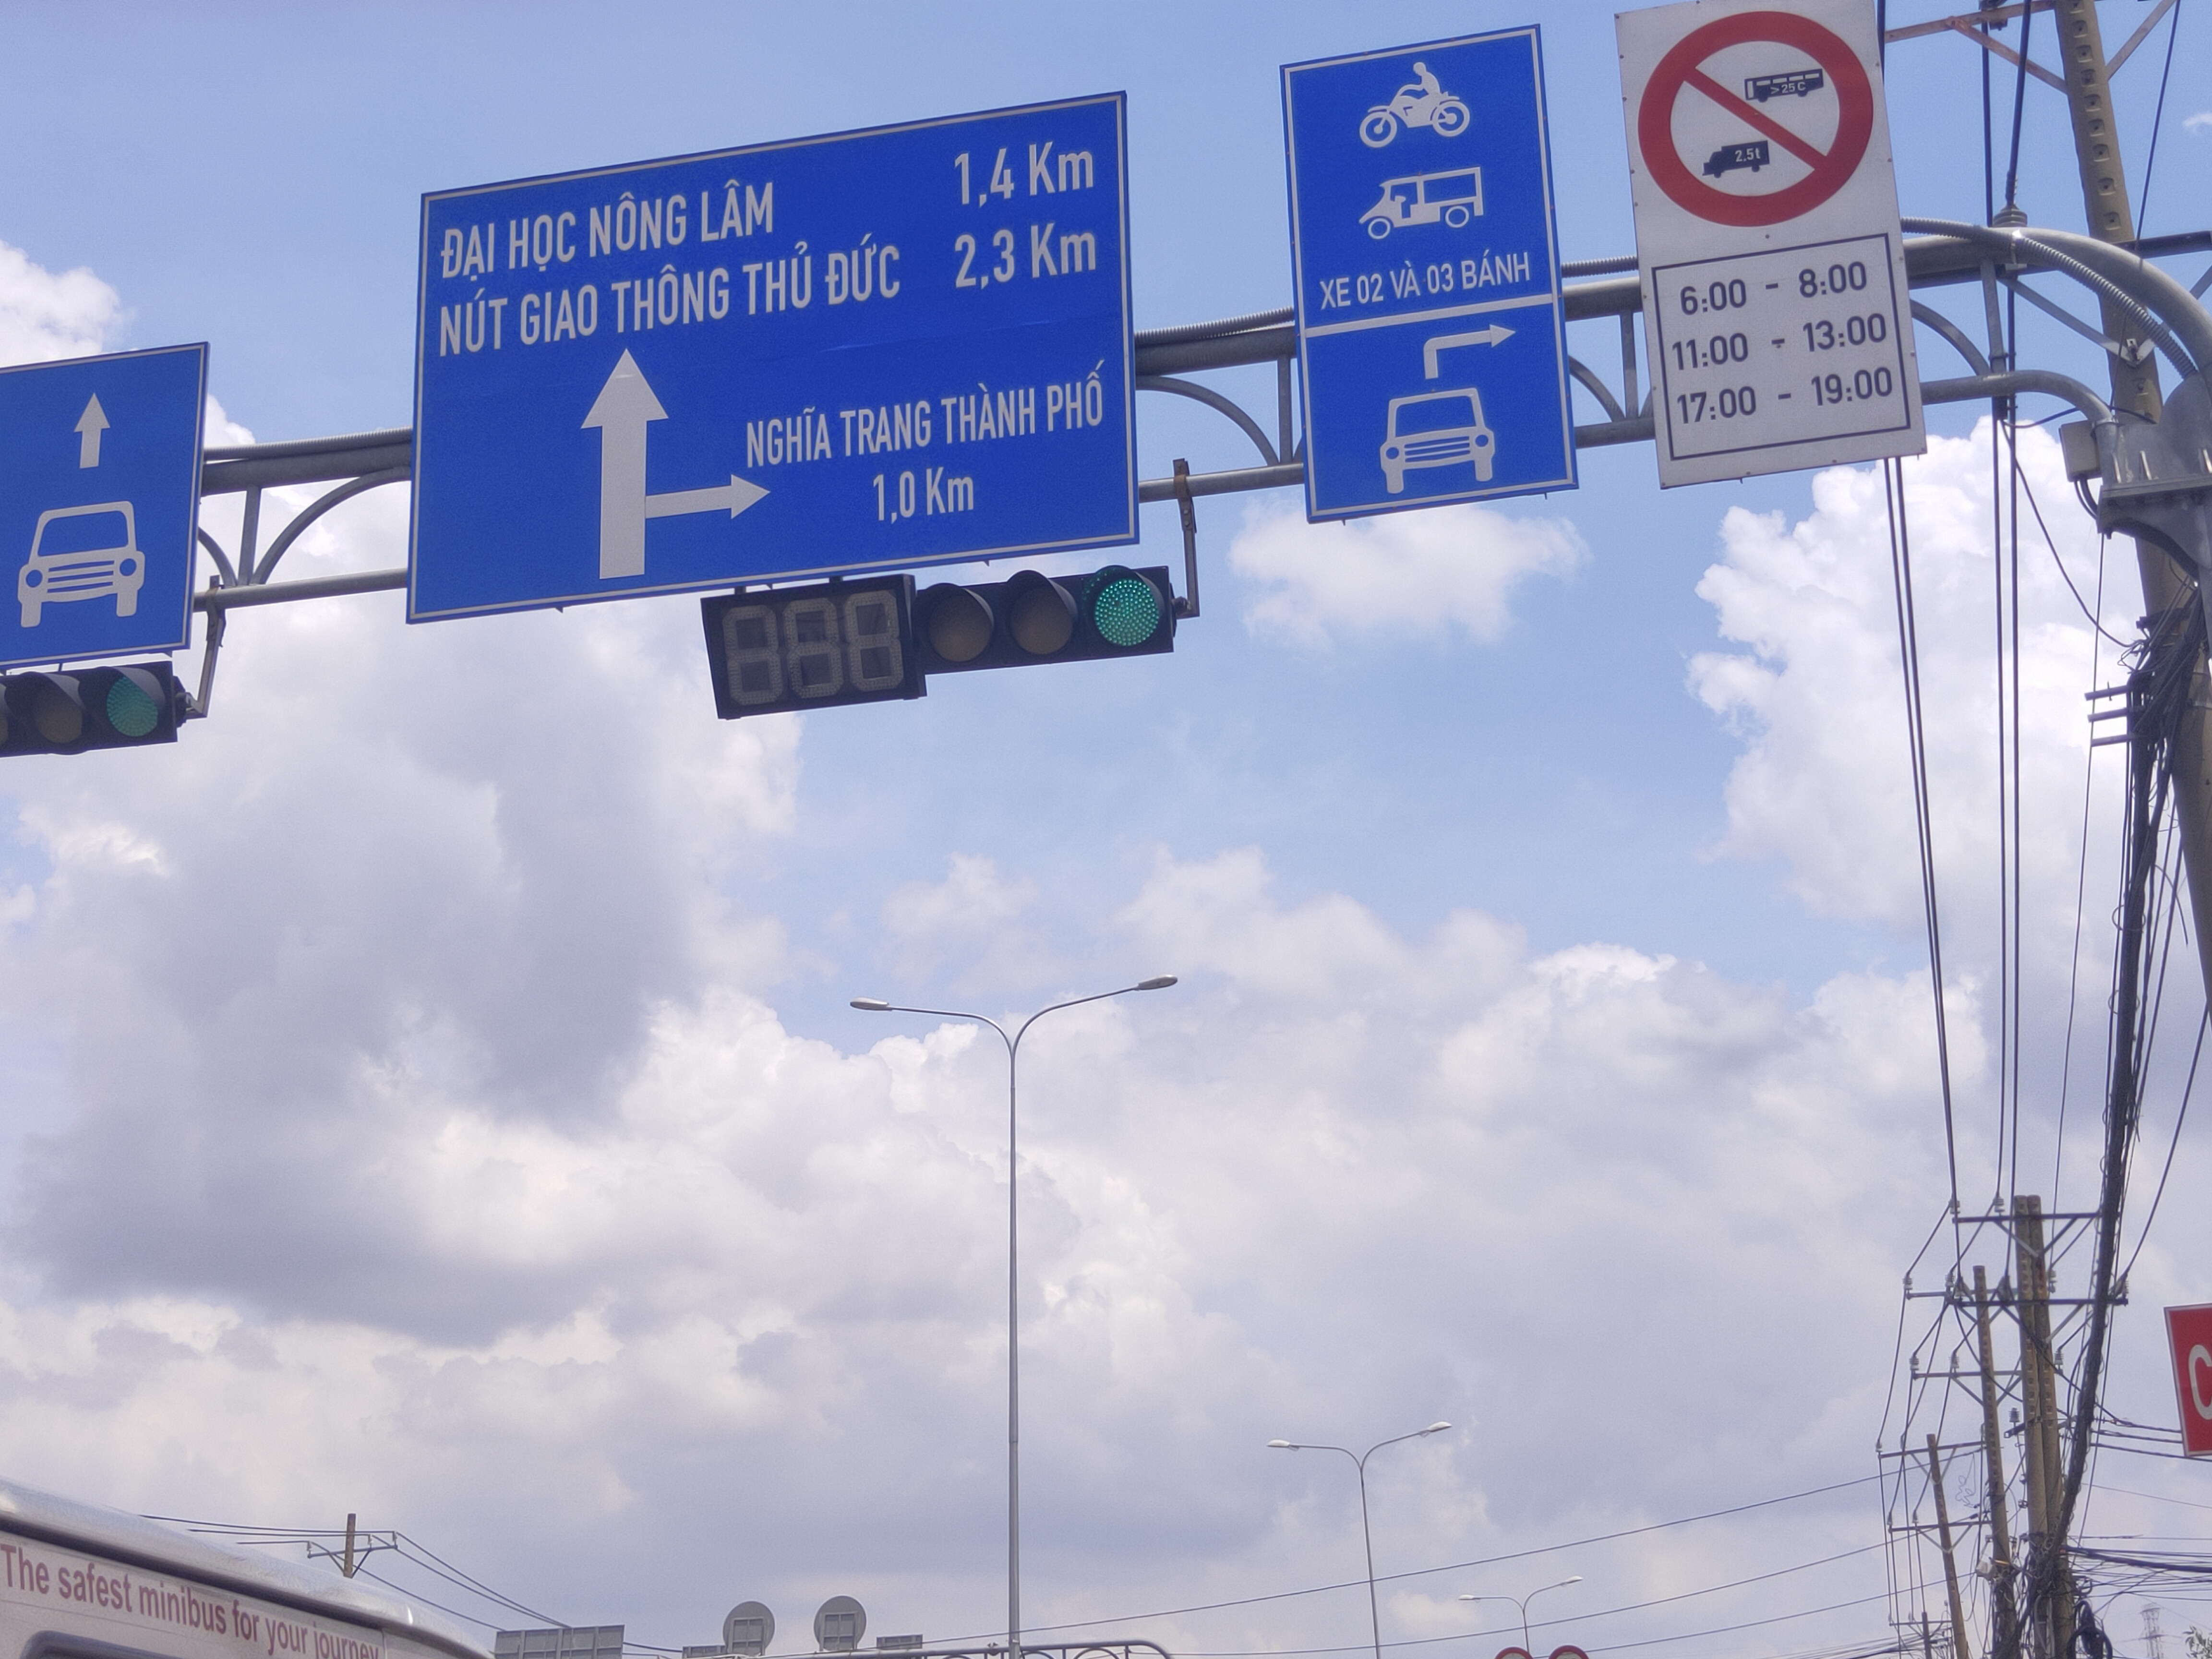 ĐẠI HỌC NÔNG LÂM 1,4 Km
NÚT GIAO THÔNG THỦ ĐỨC 2,3 Km
NGHĨA TRANG THÀNH PHỐ
1,0 Km
XE 02 VÀ 03 BÁNH
>25C
2,5t
6:00 - 8:00
11:00 - 13:00
17:00 - 19:00
The safest minibus for your journey